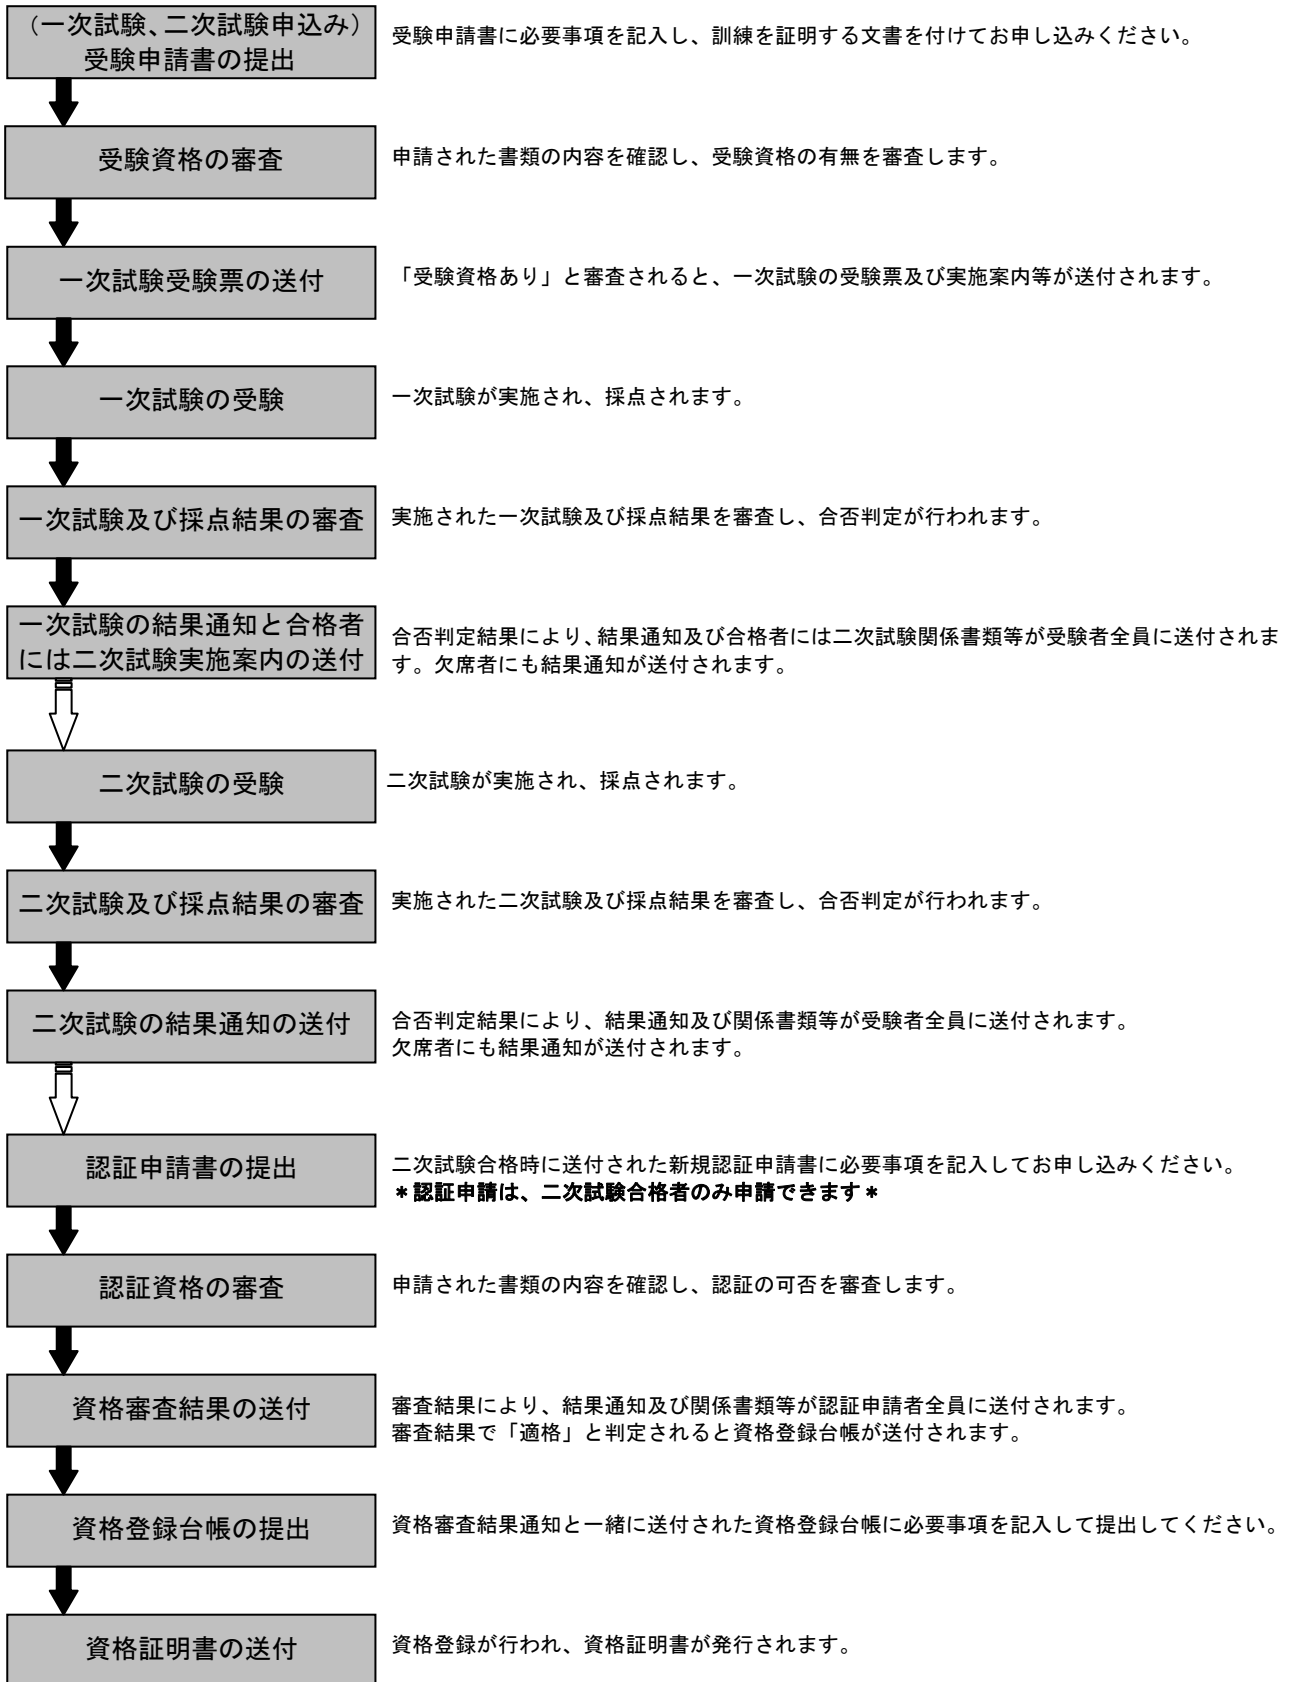 （一次試験、二次試験申込み）
受験申請書の提出
受験申請書に必要事項を記入し、訓練を証明する文書を付けてお申し込みください。
受験資格の審査
申請された書類の内容を確認し、受験資格の有無を審査します。
一次試験受験票の送付
「受験資格あり」と審査されると、一次試験の受験票及び実施案内等が送付されます。
一次試験の受験
一次試験が実施され、採点されます。
一次試験及び採点結果の審査
実施された一次試験及び採点結果を審査し、合否判定が行われます。
一次試験の結果通知と合格者
には二次試験実施案内の送付
合否判定結果により、結果通知及び合格者には二次試験関係書類等が受験者全員に送付されま
す。欠席者にも結果通知が送付されます。
二次試験の受験
二次試験が実施され、採点されます。
二次試験及び採点結果の審査
実施された二次試験及び採点結果を審査し、合否判定が行われます。
二次試験の結果通知の送付
合否判定結果により、結果通知及び関係書類等が受験者全員に送付されます。
欠席者にも結果通知が送付されます。
認証申請書の提出
二次試験合格時に送付された新規認証申請書に必要事項を記入してお申し込みください。
＊認証申請は、二次試験合格者のみ申請できます＊
認証資格の審査
申請された書類の内容を確認し、認証の可否を審査します。
資格審査結果の送付
審査結果により、結果通知及び関係書類等が認証申請者全員に送付されます。
審査結果で「適格」と判定されると資格登録台帳が送付されます。
資格登録台帳の提出
資格審査結果通知と一緒に送付された資格登録台帳に必要事項を記入して提出してください。
資格証明書の送付
資格登録が行われ、資格証明書が発行されます。